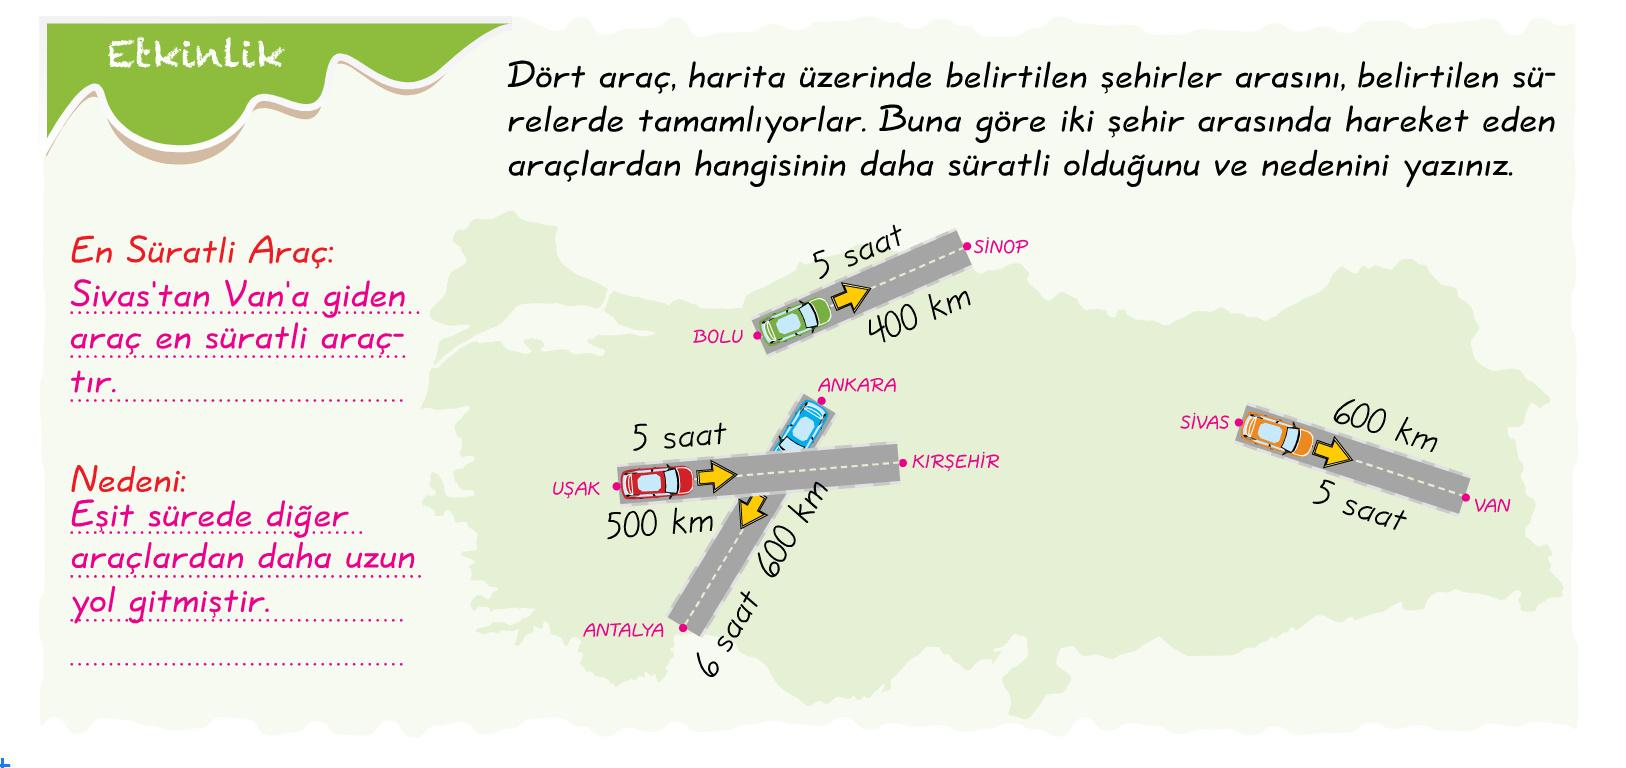 Etkinlik
Dört araç, harita üzerinde belirtilen şehirler arasını, belirtilen sü-
relerde tamamlıyorlar. Buna göre iki şehir arasında hareket eden
araçlardan hangisinin daha süratli olduğunu ve nedenini yazınız.
En Süratli Araç:
Sivas'tan Van'a giden
araç en süratli araç-
tır.
Nedeni:
Eşit sürede diğer
araçlardan daha uzun
yol gitmiştir.
5 saat
SİNOP
400 km
BOLU
ANKARA
5 saat
KIRŞEHİR
UŞAK
500 km
600 km
6 saat
ANTALYA
SİVAS
600 km
5 saat
VAN